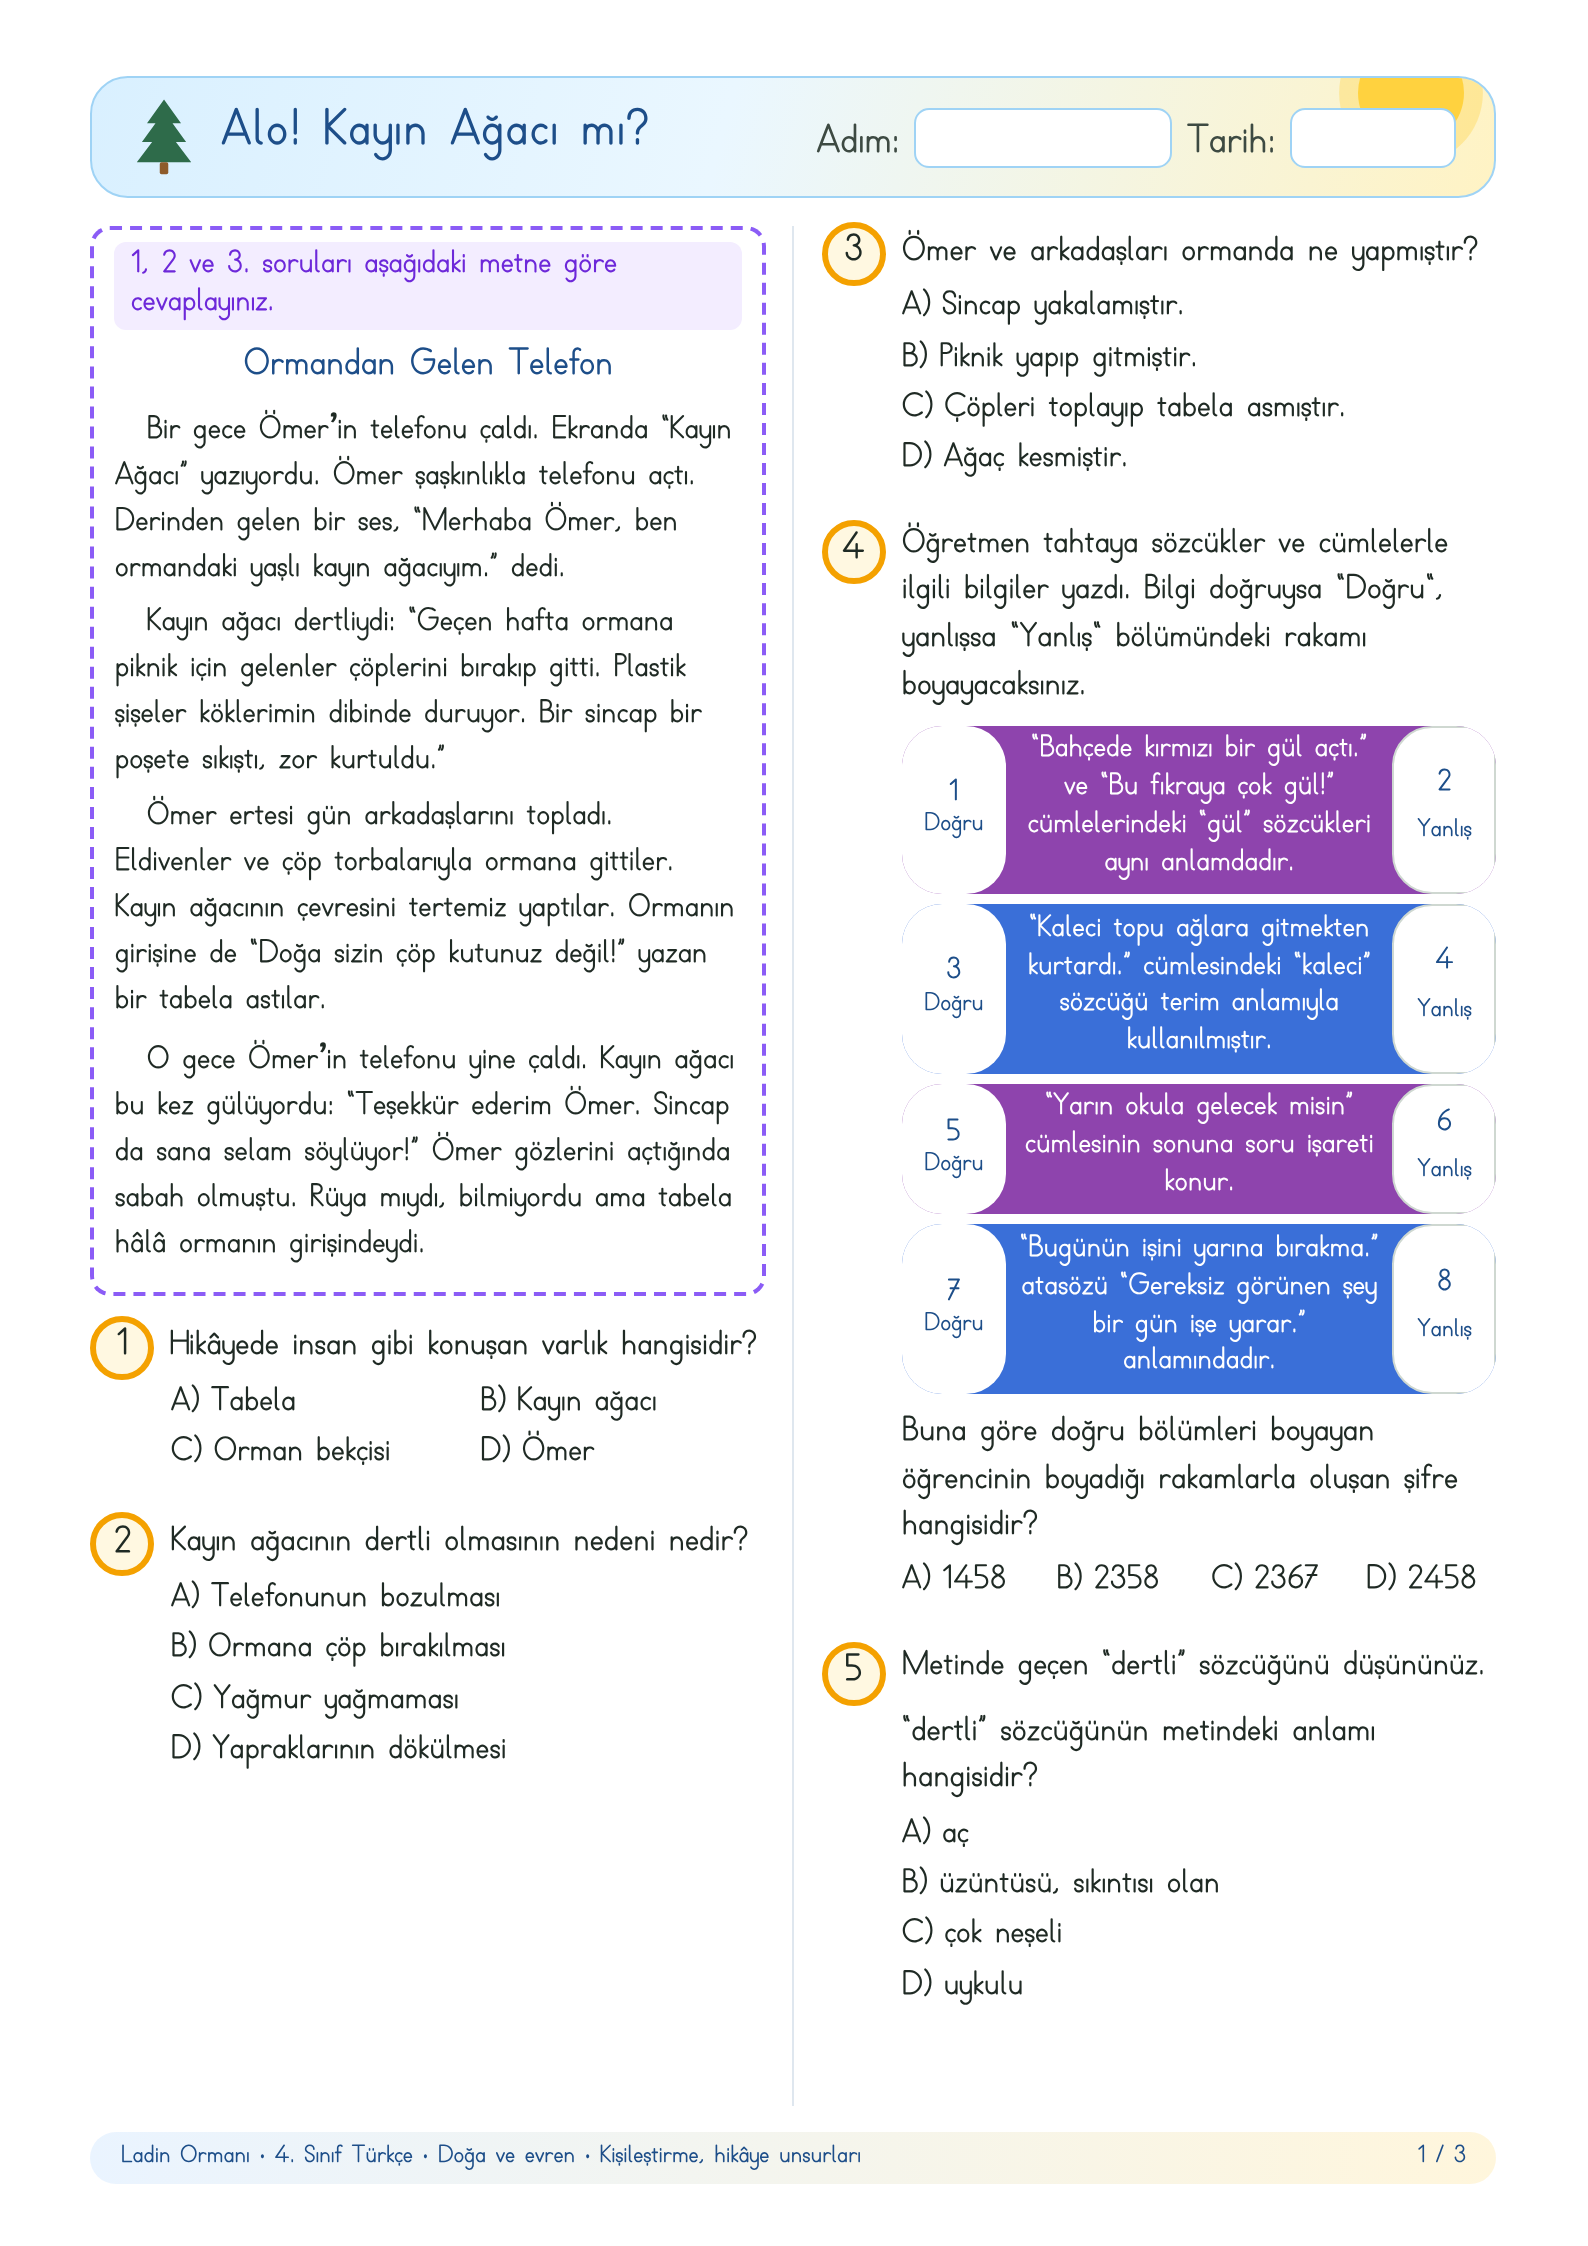 Alo! Kayın Ağacı mı?
Adım:
Tarih:
1, 2 ve 3. soruları aşağıdaki metne göre
cevaplayınız.
Ormandan Gelen Telefon
Bir gece Ömer’in telefonu çaldı. Ekranda “Kayın
Ağacı” yazıyordu. Ömer şaşkınlıkla telefonu açtı.
Derinden gelen bir ses, “Merhaba Ömer, ben
ormandaki yaşlı kayın ağacıyım.” dedi.
Kayın ağacı dertliydi: “Geçen hafta ormana
piknik için gelenler çöplerini bırakıp gitti. Plastik
şişeler köklerimin dibinde duruyor. Bir sincap bir
poşete sıkıştı, zor kurtuldu.”
Ömer ertesi gün arkadaşlarını topladı.
Eldivenler ve çöp torbalarıyla ormana gittiler.
Kayın ağacının çevresini tertemiz yaptılar. Ormanın
girişine de “Doğa sizin çöp kutunuz değil!” yazan
bir tabela astılar.
O gece Ömer’in telefonu yine çaldı. Kayın ağacı
bu kez gülüyordu: “Teşekkür ederim Ömer. Sincap
da sana selam söylüyor!” Ömer gözlerini açtığında
sabah olmuştu. Rüya mıydı, bilmiyordu ama tabela
hâlâ ormanın girişindeydi.
1 Hikâyede insan gibi konuşan varlık hangisidir?
A) Tabela B) Kayın ağacı
C) Orman bekçisi D) Ömer
2 Kayın ağacının dertli olmasının nedeni nedir?
A) Telefonunun bozulması
B) Ormana çöp bırakılması
C) Yağmur yağmaması
D) Yapraklarının dökülmesi
3 Ömer ve arkadaşları ormanda ne yapmıştır?
A) Sincap yakalamıştır.
B) Piknik yapıp gitmiştir.
C) Çöpleri toplayıp tabela asmıştır.
D) Ağaç kesmiştir.
4 Öğretmen tahtaya sözcükler ve cümlelerle
ilgili bilgiler yazdı. Bilgi doğruysa “Doğru“,
yanlışsa “Yanlış“ bölümündeki rakamı
boyayacaksınız.
1
Doğru
“Bahçede kırmızı bir gül açtı.”
ve “Bu fıkraya çok gül!”
cümlelerindeki “gül” sözcükleri
aynı anlamdadır.
2
Yanlış
3
Doğru
“Kaleci topu ağlara gitmekten
kurtardı.” cümlesindeki “kaleci”
sözcüğü terim anlamıyla
kullanılmıştır.
4
Yanlış
5
Doğru
“Yarın okula gelecek misin”
cümlesinin sonuna soru işareti
konur.
6
Yanlış
7
Doğru
“Bugünün işini yarına bırakma.”
atasözü “Gereksiz görünen şey
bir gün işe yarar.”
anlamındadır.
8
Yanlış
Buna göre doğru bölümleri boyayan
öğrencinin boyadığı rakamlarla oluşan şifre
hangisidir?
A) 1458 B) 2358 C) 2367 D) 2458
5 Metinde geçen “dertli” sözcüğünü düşününüz.
“dertli” sözcüğünün metindeki anlamı
hangisidir?
A) aç
B) üzüntüsü, sıkıntısı olan
C) çok neşeli
D) uykulu
Ladin Ormanı • 4. Sınıf Türkçe • Doğa ve evren • Kişileştirme, hikâye unsurları
1 / 3